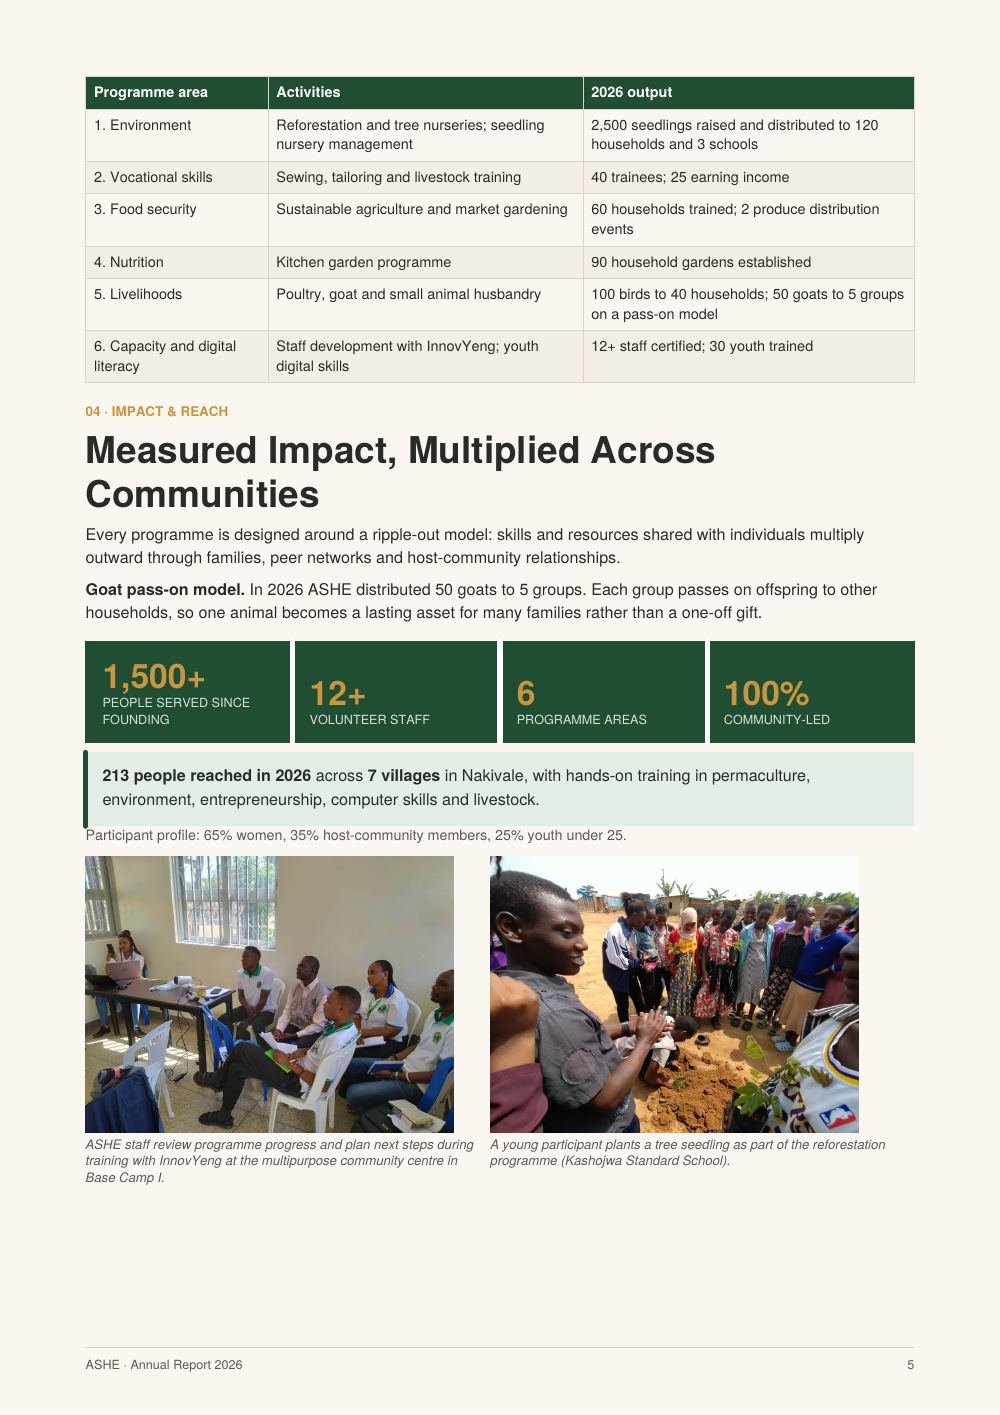 Programme area	Activities	2026 output
1. Environment	Reforestation and tree nurseries; seedling nursery management	2,500 seedlings raised and distributed to 120 households and 3 schools
2. Vocational skills	Sewing, tailoring and livestock training	40 trainees; 25 earning income
3. Food security	Sustainable agriculture and market gardening	60 households trained; 2 produce distribution events
4. Nutrition	Kitchen garden programme	90 household gardens established
5. Livelihoods	Poultry, goat and small animal husbandry	100 birds to 40 households; 50 goats to 5 groups on a pass-on model
6. Capacity and digital literacy	Staff development with InnovYeng; youth digital skills	12+ staff certified; 30 youth trained
04 · IMPACT & REACH
Measured Impact, Multiplied Across
Communities
Every programme is designed around a ripple-out model: skills and resources shared with individuals multiply
outward through families, peer networks and host-community relationships.
Goat pass-on model. In 2026 ASHE distributed 50 goats to 5 groups. Each group passes on offspring to other
households, so one animal becomes a lasting asset for many families rather than a one-off gift.
1,500+
PEOPLE SERVED SINCE
FOUNDING
12+
VOLUNTEER STAFF
6
PROGRAMME AREAS
100%
COMMUNITY-LED
213 people reached in 2026 across 7 villages in Nakivale, with hands-on training in permaculture,
environment, entrepreneurship, computer skills and livestock.
Participant profile: 65% women, 35% host-community members, 25% youth under 25.
ASHE staff review programme progress and plan next steps during
training with InnovYeng at the multipurpose community centre in
Base Camp I.
A young participant plants a tree seedling as part of the reforestation
programme (Kashojwa Standard School).
ASHE · Annual Report 2026
5